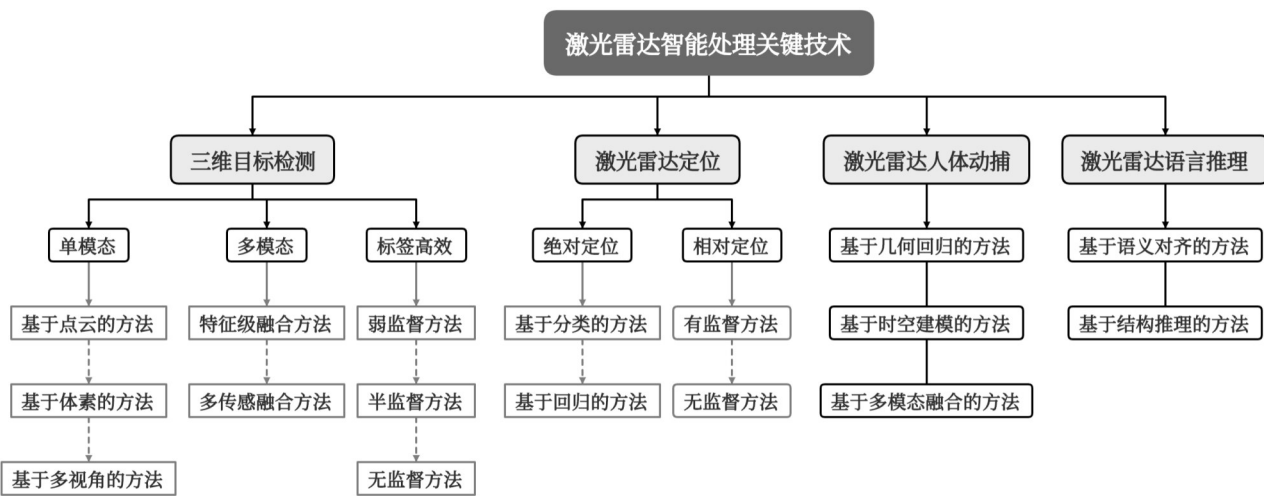 激光雷达智能处理关键技术
三维目标检测
激光雷达定位
激光雷达人体动捕
激光雷达语言推理
单模态
多模态
标签高效
绝对定位
相对定位
基于几何回归的方法
基于语义对齐的方法
基于点云的方法
特征级融合方法
弱监督方法
基于分类的方法
有监督方法
基于时空建模的方法
基于结构推理的方法
基于体素的方法
多传感融合方法
半监督方法
基于回归的方法
无监督方法
基于多模态融合的方法
基于多视角的方法
无监督方法